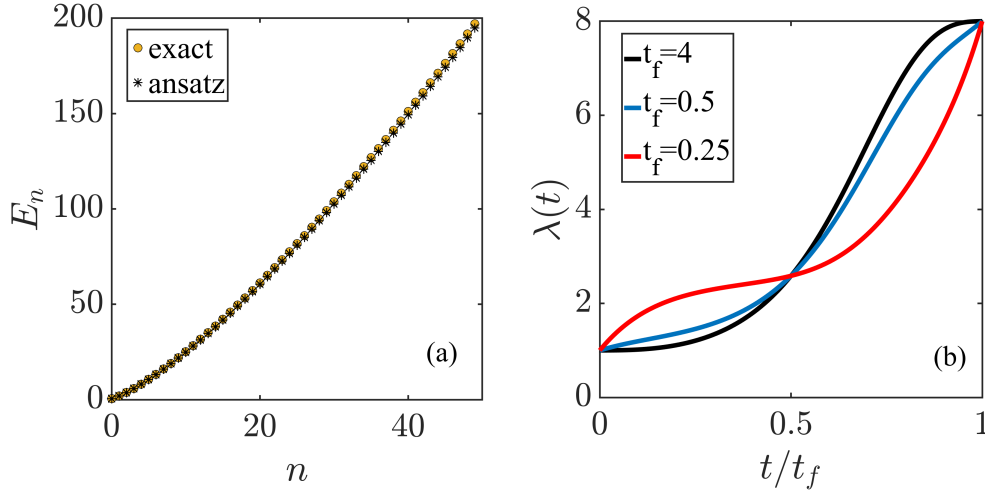 200
150
100
50
0
E_n
exact
ansatz
(a)
0
20
40
n
8
6
4
2
0
λ(t)
t_f=4
t_f=0.5
t_f=0.25
(b)
0
0.5
1
t/t_f